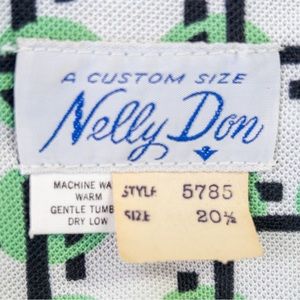 A CUSTOM SIZE
Nelly Don
MACHINE WA
WARM
GENTLE TUMB
DRY LOW
STYLE 5785
SIZE 20½